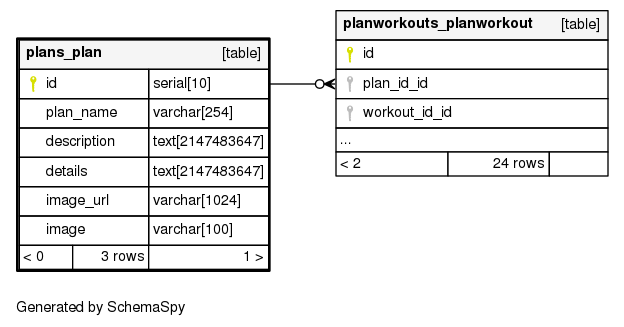 plans_plan [table]
id serial[10]
plan_name varchar[254]
description text[2147483647]
details text[2147483647]
image_url varchar[1024]
image varchar[100]
< 0 3 rows 1 >
planworkouts_planworkout [table]
id
plan_id_id
workout_id_id
...
< 2 24 rows
Generated by SchemaSpy